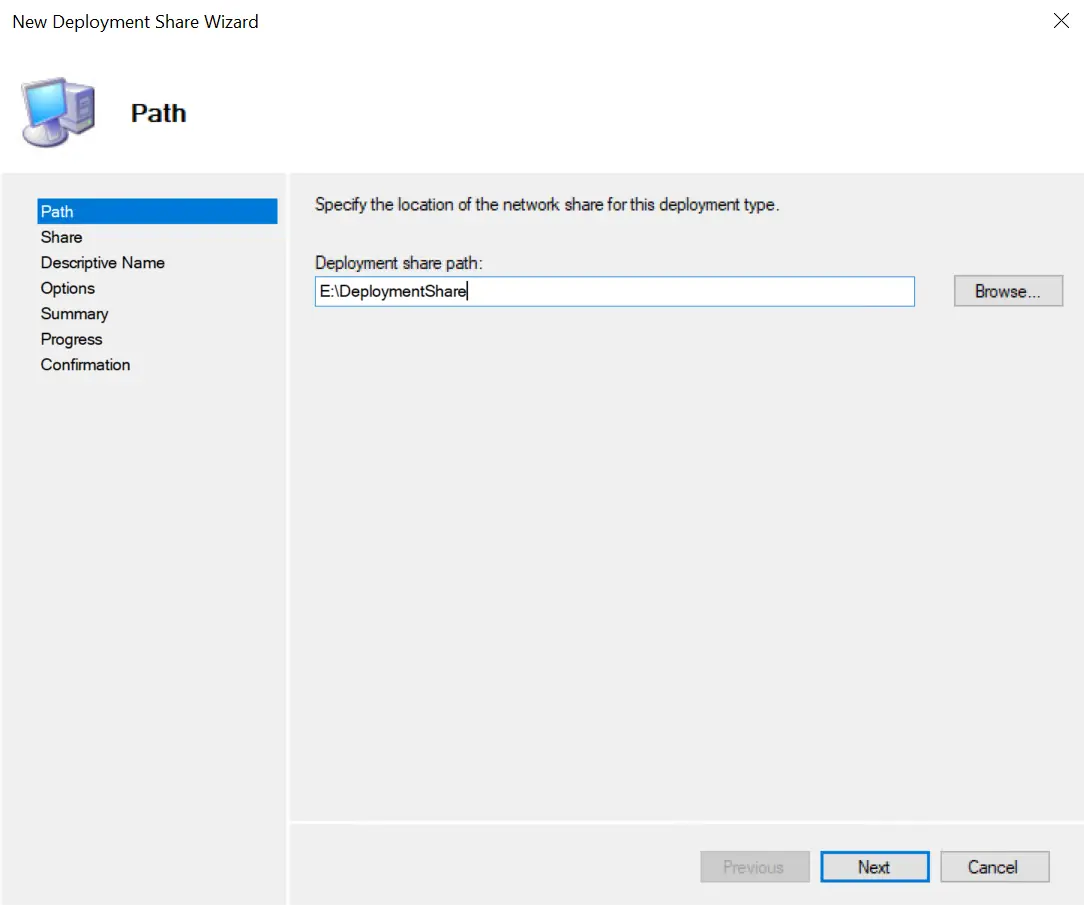 New Deployment Share Wizard
Path
Path
Share
Descriptive Name
Options
Summary
Progress
Confirmation
Specify the location of the network share for this deployment type.
Deployment share path:
E:\DeploymentShare
Browse...
Previous
Next
Cancel